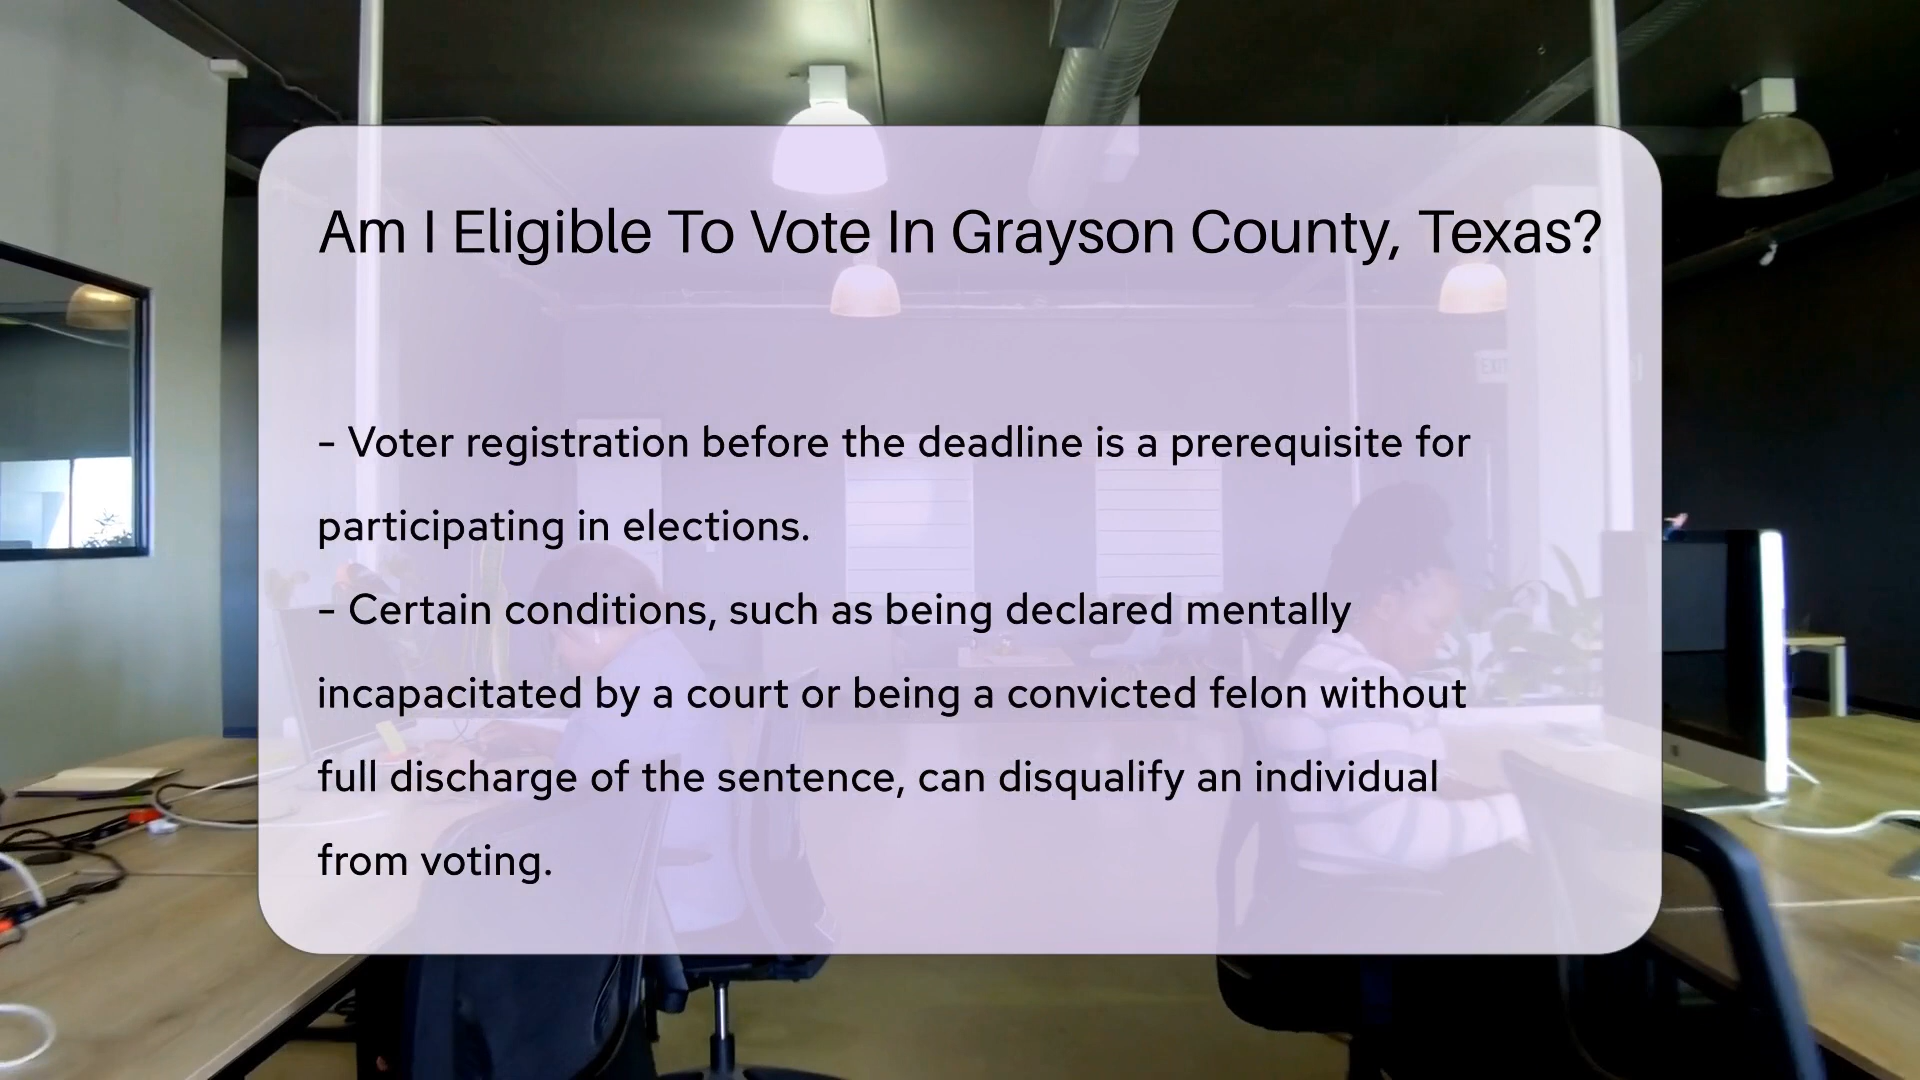 Am I Eligible To Vote In Grayson County, Texas?
– Voter registration before the deadline is a prerequisite for
participating in elections.
– Certain conditions, such as being declared mentally
incapacitated by a court or being a convicted felon without
full discharge of the sentence, can disqualify an individual
from voting.
EXIT